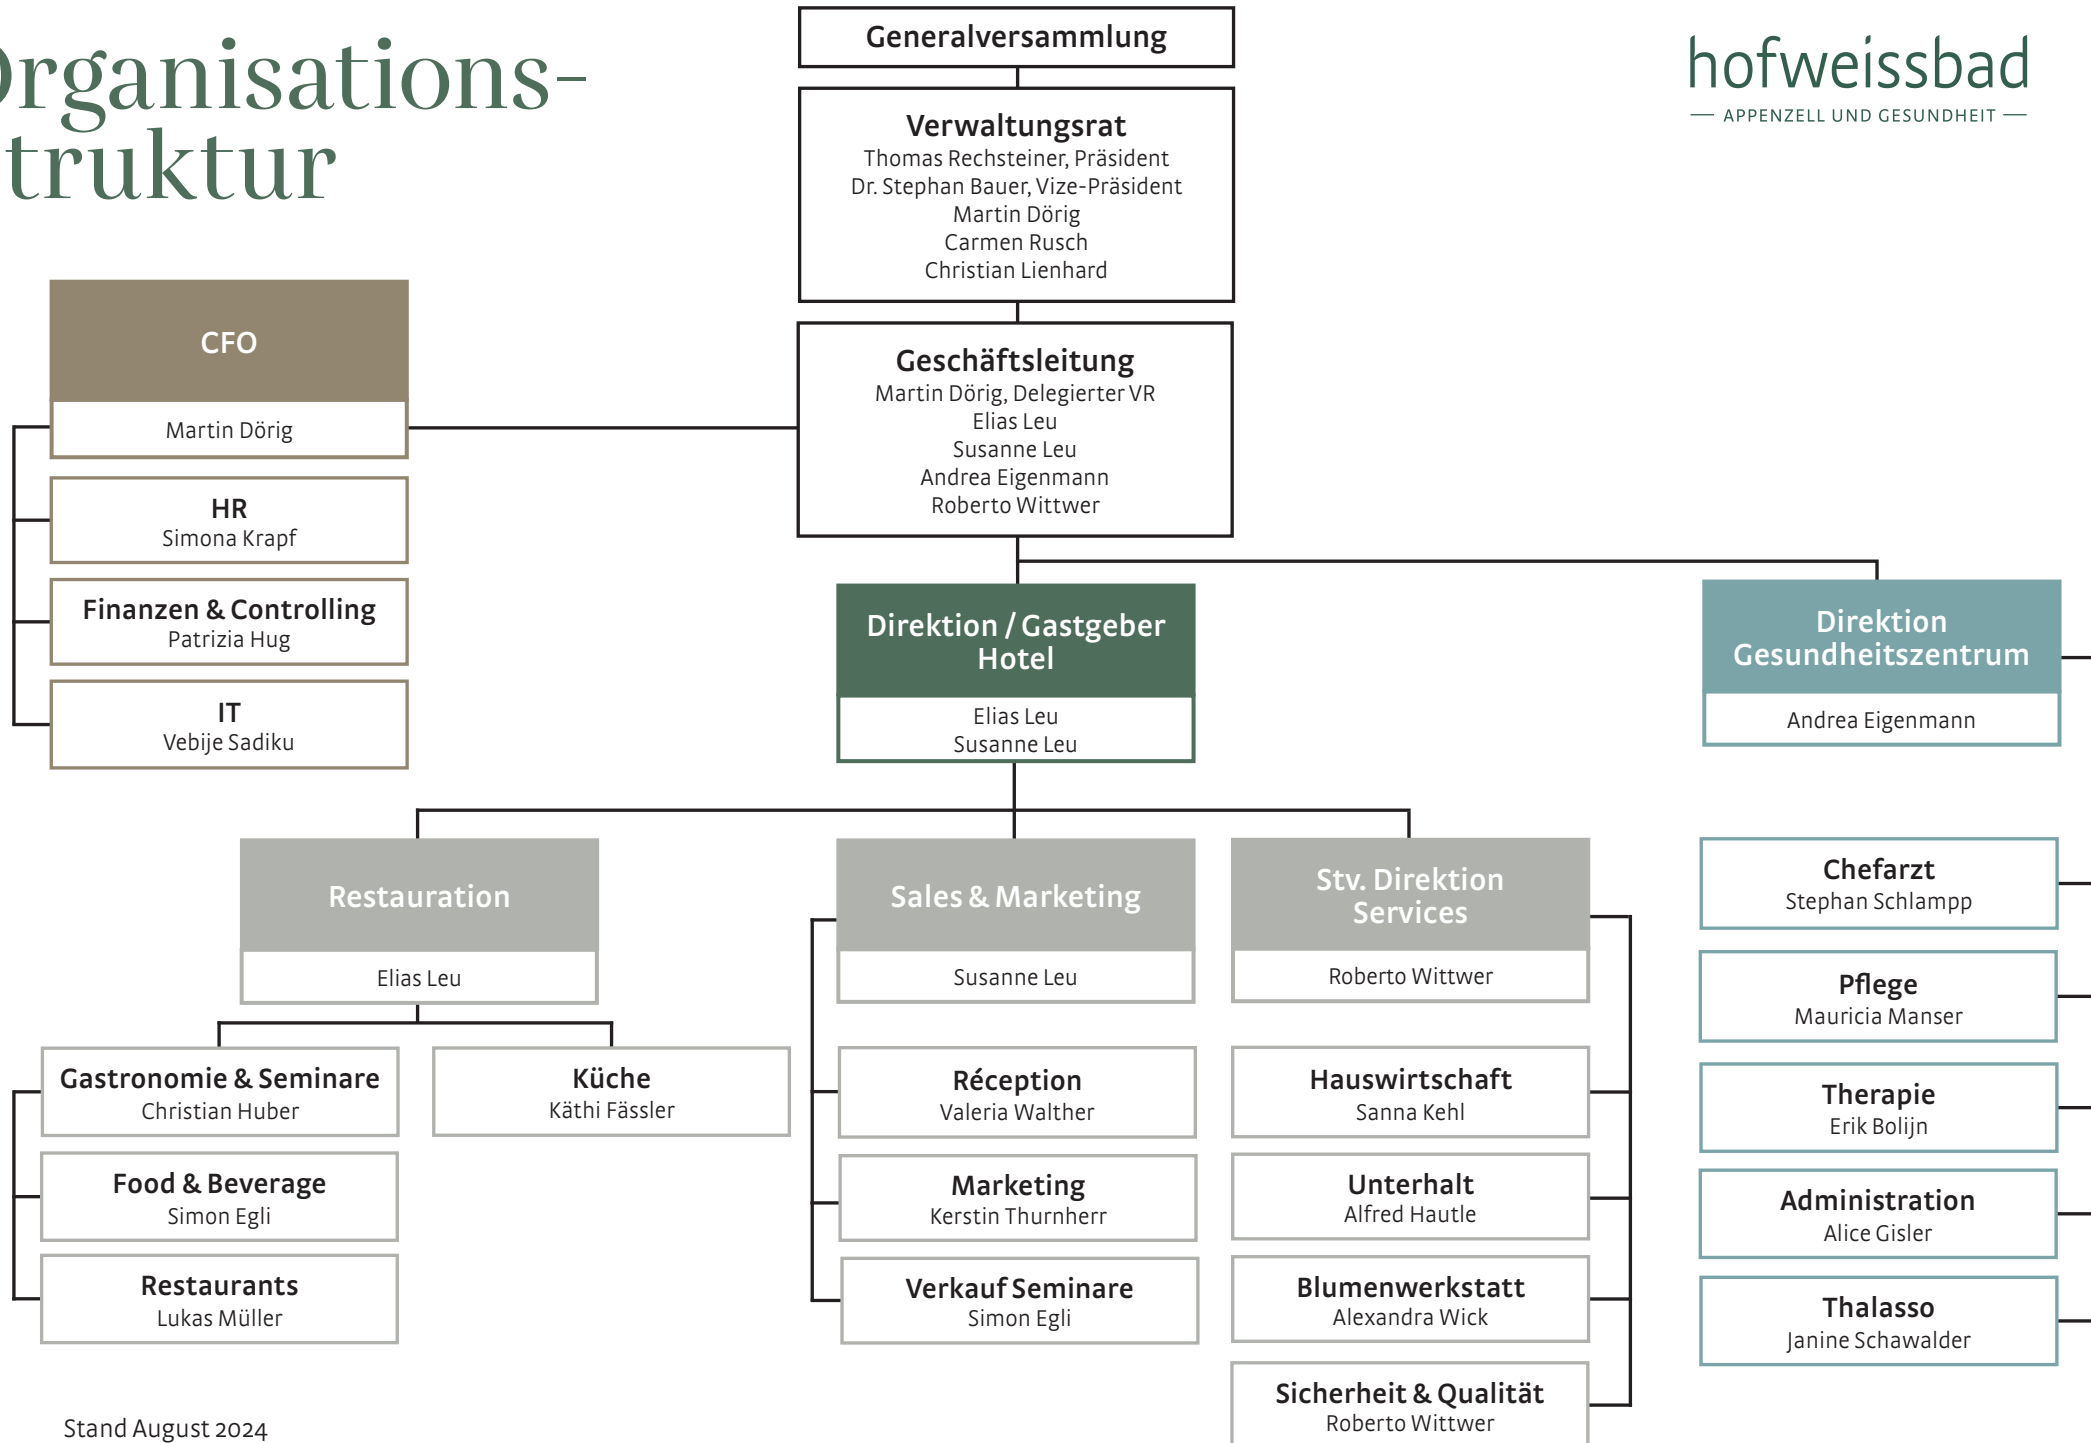 Organisations-
truktur
hofweissbad
— APPENZELL UND GESUNDHEIT —
Generalversammlung
Verwaltungsrat
Thomas Rechsteiner, Präsident
Dr. Stephan Bauer, Vize-Präsident
Martin Dörig
Carmen Rusch
Christian Lienhard
Geschäftsleitung
Martin Dörig, Delegierter VR
Elias Leu
Susanne Leu
Andrea Eigenmann
Roberto Wittwer
CFO
Martin Dörig
HR
Simona Krapf
Finanzen & Controlling
Patrizia Hug
IT
Vebije Sadiku
Direktion / Gastgeber
Hotel
Elias Leu
Susanne Leu
Direktion
Gesundheitszentrum
Andrea Eigenmann
Restauration
Elias Leu
Gastronomie & Seminare
Christian Huber
Food & Beverage
Simon Egli
Restaurants
Lukas Müller
Küche
Käthi Fässler
Sales & Marketing
Susanne Leu
Réception
Valeria Walther
Marketing
Kerstin Thurnherr
Verkauf Seminare
Simon Egli
Stv. Direktion
Services
Roberto Wittwer
Hauswirtschaft
Sanna Kehl
Unterhalt
Alfred Hautle
Blumenwerkstatt
Alexandra Wick
Sicherheit & Qualität
Roberto Wittwer
Chefarzt
Stephan Schlampp
Pflege
Mauricia Manser
Therapie
Erik Bolijn
Administration
Alice Gisler
Thalasso
Janine Schawalder
Stand August 2024